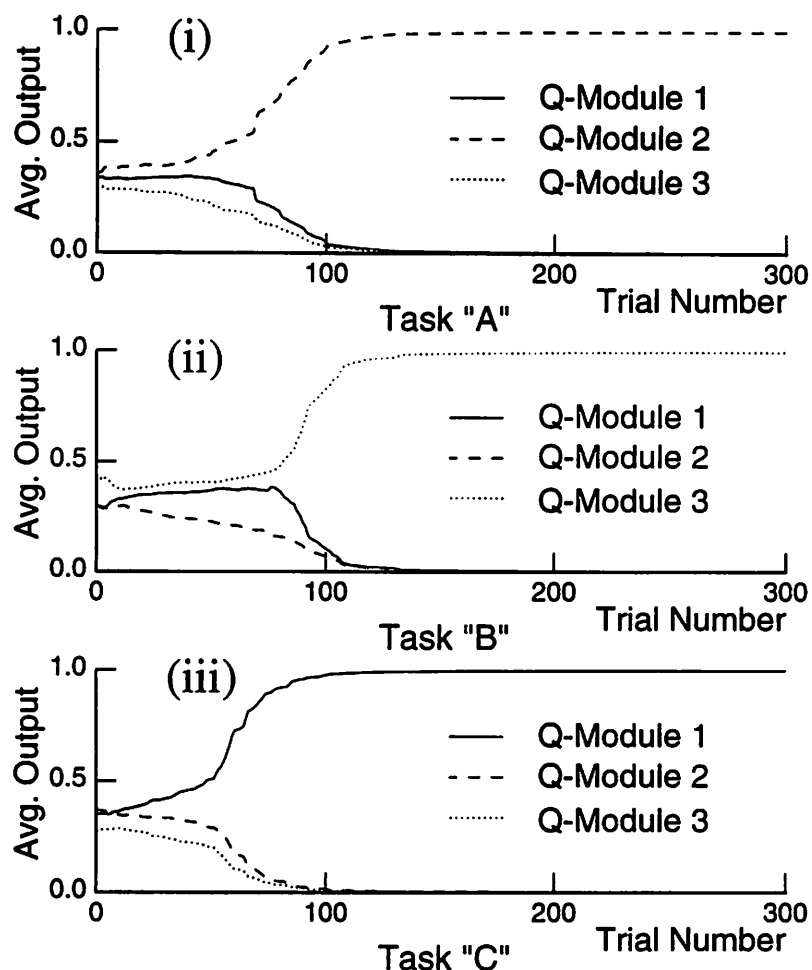 1.0
(i)
Q-Module 1
0.5
Q-Module 2
Q-Module 3
0.0
Avg. Output
0
100
200
300
Task "A"
Trial Number
1.0
(ii)
Q-Module 1
0.5
Q-Module 2
Q-Module 3
0.0
Avg. Output
0
100
200
300
Task "B"
Trial Number
1.0
(iii)
Q-Module 1
0.5
Q-Module 2
Q-Module 3
0.0
Avg. Output
0
100
200
300
Task "C"
Trial Number